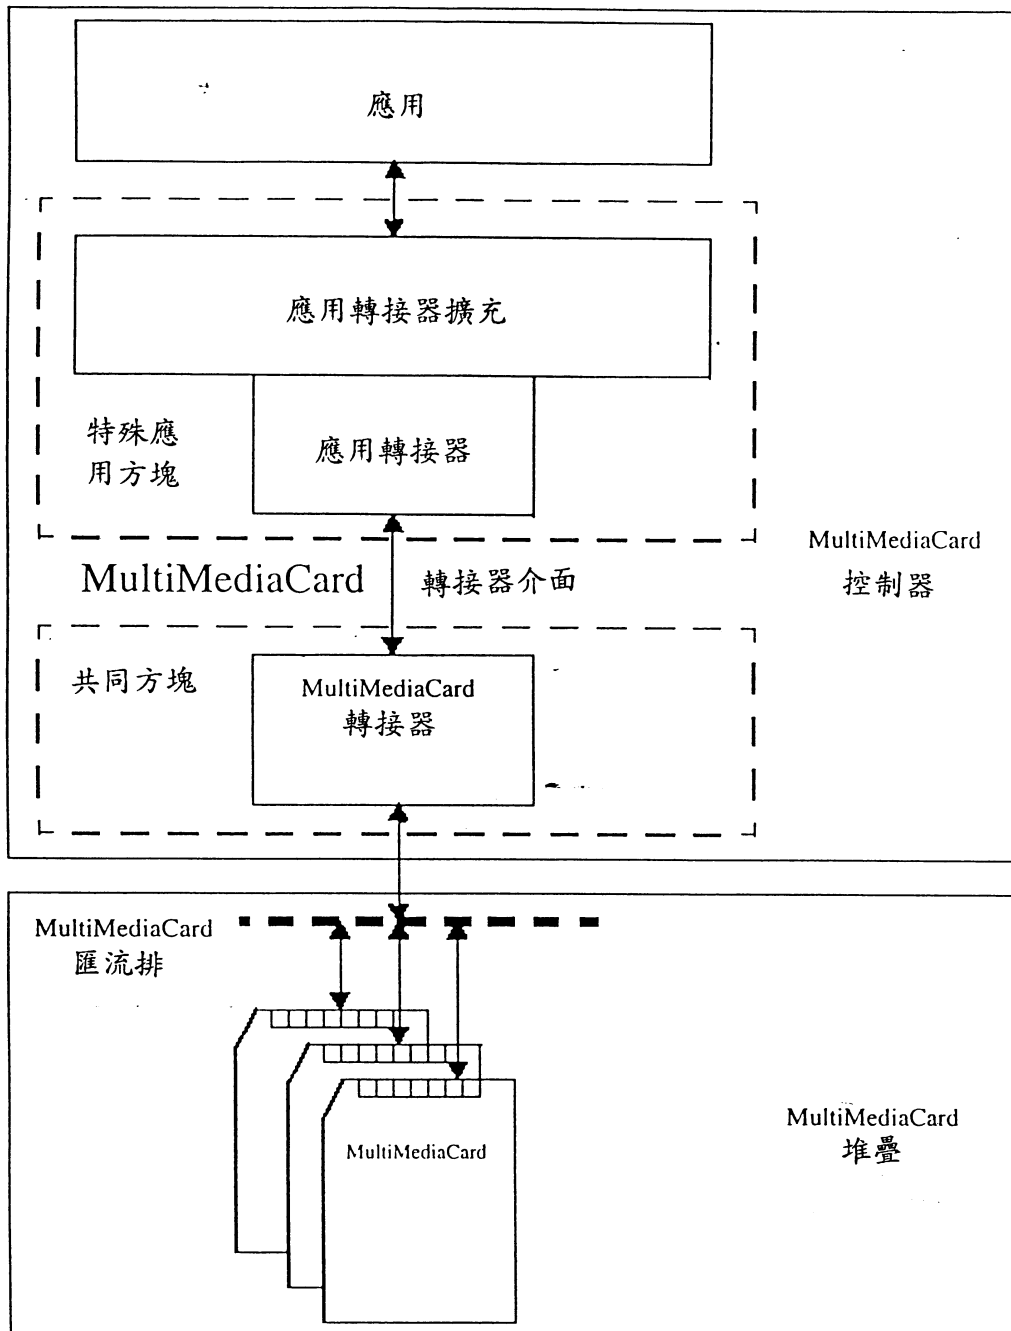 應用
應用轉接器擴充
特殊應
用方塊
應用轉接器
MultiMediaCard
控制器
MultiMediaCard 轉接器介面
共同方塊
MultiMediaCard
轉接器
MultiMediaCard
匯流排
MultiMediaCard
MultiMediaCard
堆疊